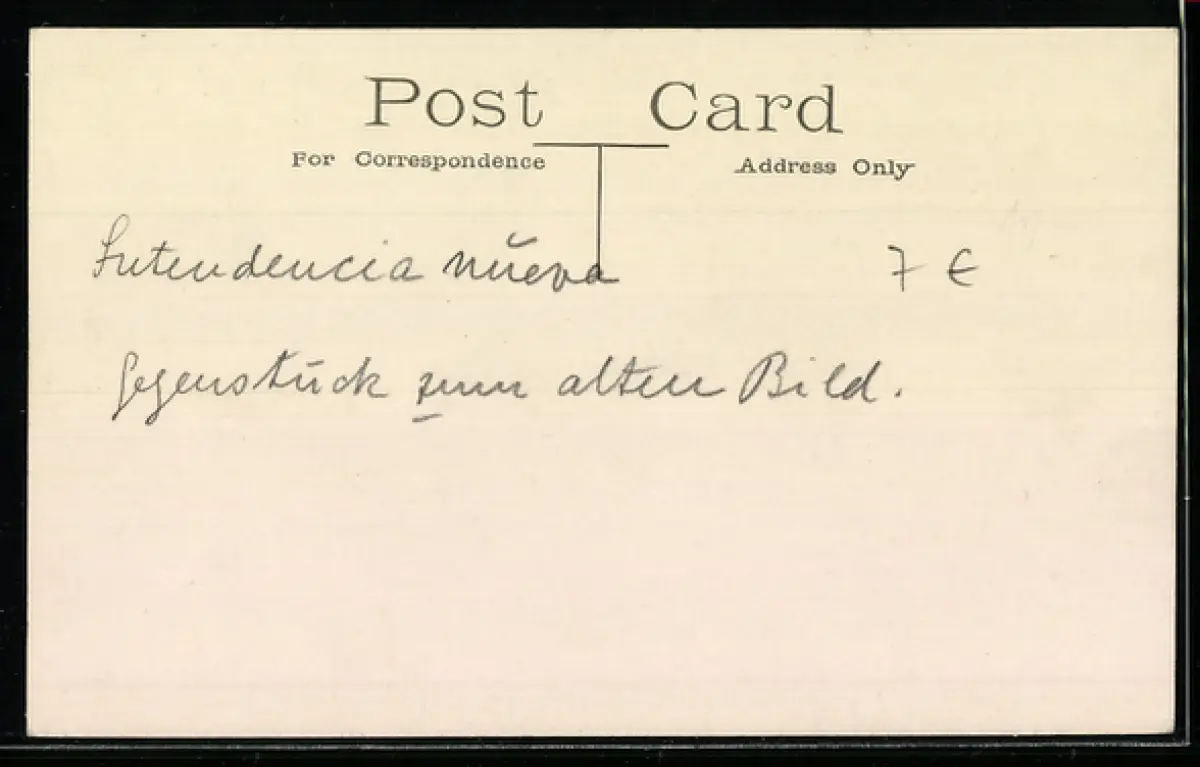 Post Card
For Correspondence Address Only
Intendencia nueva 7 €
Gegenstück zum alten Bild.